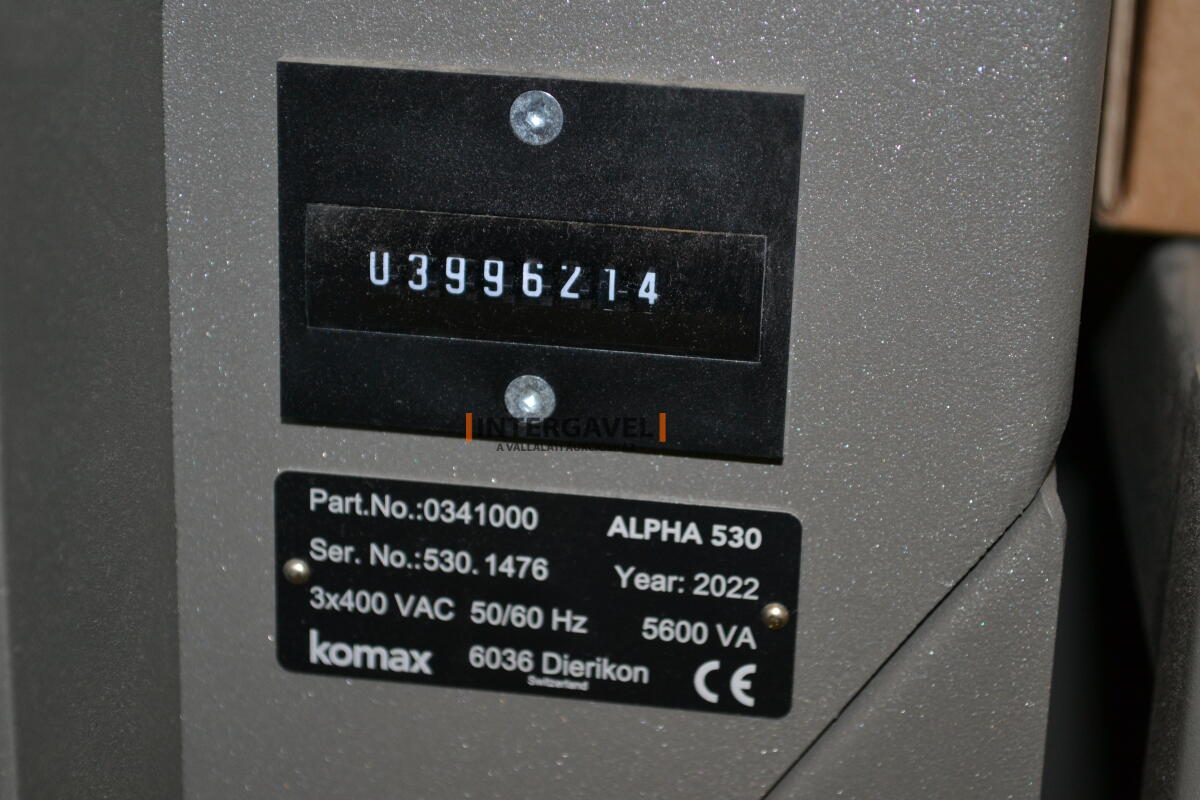 03996214
INTERGAVEL
Part.No.:0341000 ALPHA 530
Ser. No.:530.1476 Year: 2022
3x400 VAC 50/60 Hz 5600 VA
komax 6036 Dierikon CE
Switzerland